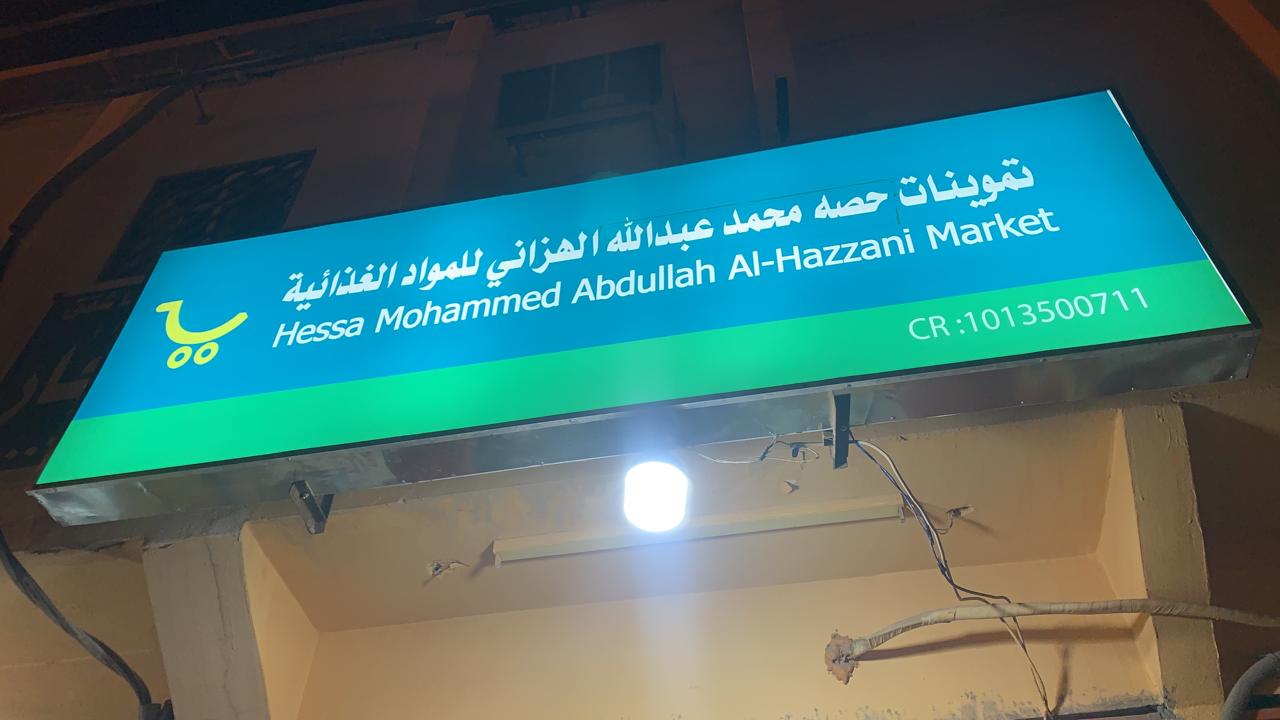 تموينات حصه محمد عبدالله الهزاني للمواد الغذائية
Hessa Mohammed Abdullah Al-Hazzani Market
CR :1013500711